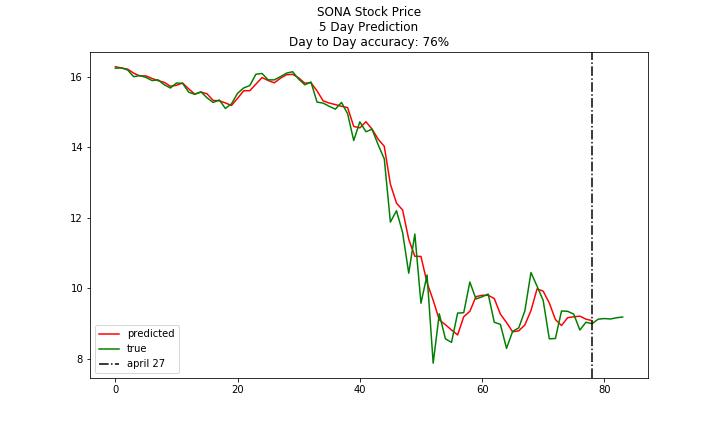 SONA Stock Price
5 Day Prediction
Day to Day accuracy: 76%
16
14
12
10
8
predicted
true
april 27
0
20
40
60
80